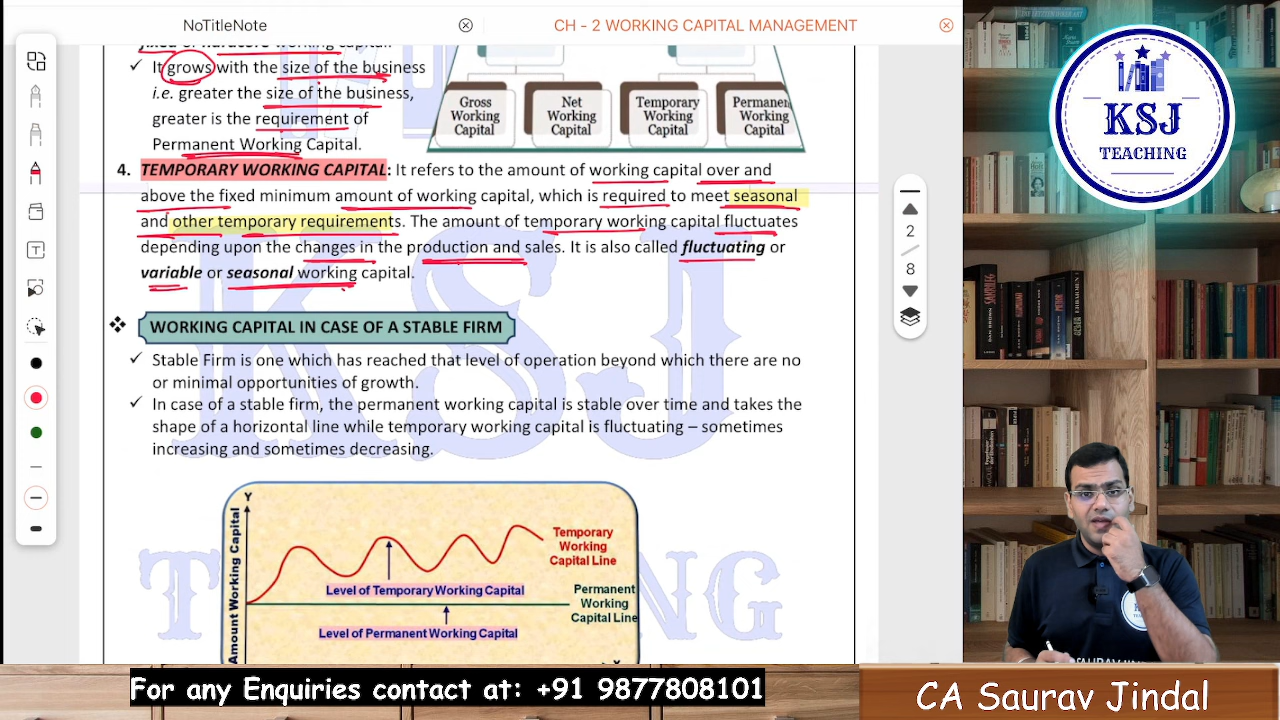 NoTitleNote
CH - 2 WORKING CAPITAL MANAGEMENT
fixed or hardcore working capital.
✓ It grows with the size of the business
i.e. greater the size of the business,
greater is the requirement of
Permanent Working Capital.
Gross
Working
Capital
Net
Working
Capital
Temporary
Working
Capital
Permanen
Working
Capital
4. TEMPORARY WORKING CAPITAL: It refers to the amount of working capital over and
above the fixed minimum amount of working capital, which is required to meet seasonal
and other temporary requirements. The amount of temporary working capital fluctuates
depending upon the changes in the production and sales. It is also called fluctuating or
variable or seasonal working capital.
❖ WORKING CAPITAL IN CASE OF A STABLE FIRM
✓ Stable Firm is one which has reached that level of operation beyond which there are no
or minimal opportunities of growth.
✓ In case of a stable firm, the permanent working capital is stable over time and takes the
shape of a horizontal line while temporary working capital is fluctuating – sometimes
increasing and sometimes decreasing.
Y
Amount Working Capital
Temporary
Working
Capital Line
Level of Temporary Working Capital
Permanent
Working
Capital Line
Level of Permanent Working Capital
2
8
KSJ
TEACHING
For any Enquiries contact at: +91 9877808101
CA Saurav Jindal